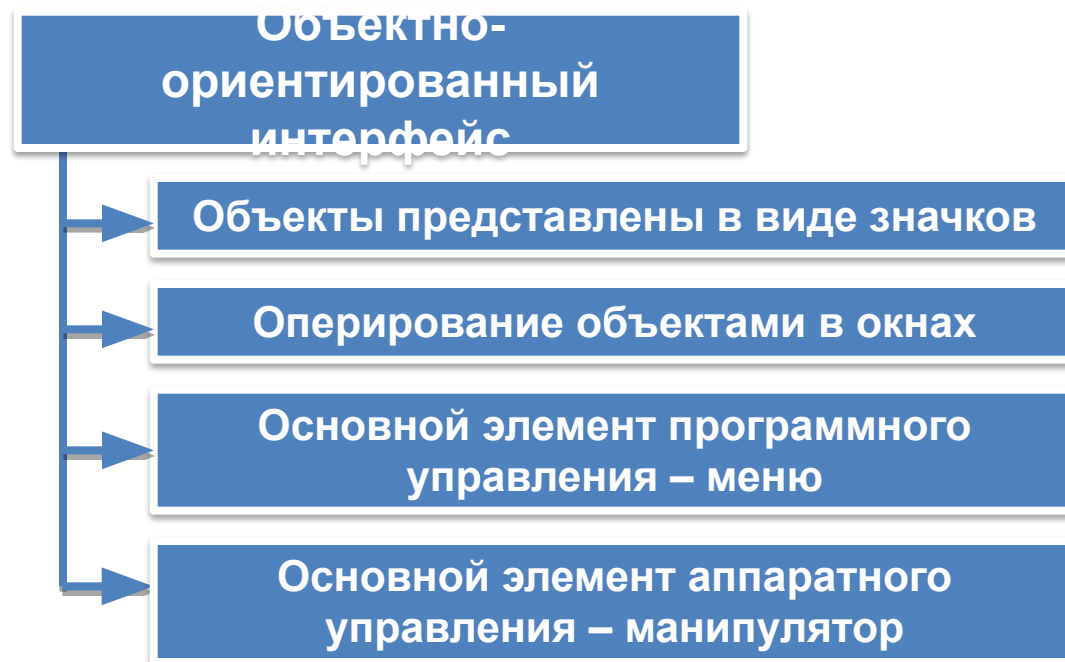 Объектно-
ориентированный
интерфейс
Объекты представлены в виде значков
Оперирование объектами в окнах
Основной элемент программного
управления – меню
Основной элемент аппаратного
управления – манипулятор